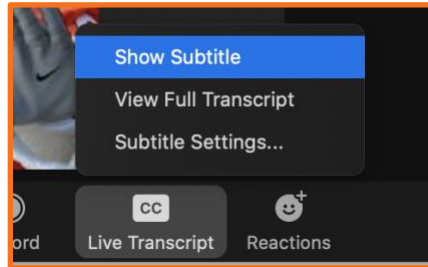 Show Subtitle
View Full Transcript
Subtitle Settings...
CC
ord Live Transcript Reactions